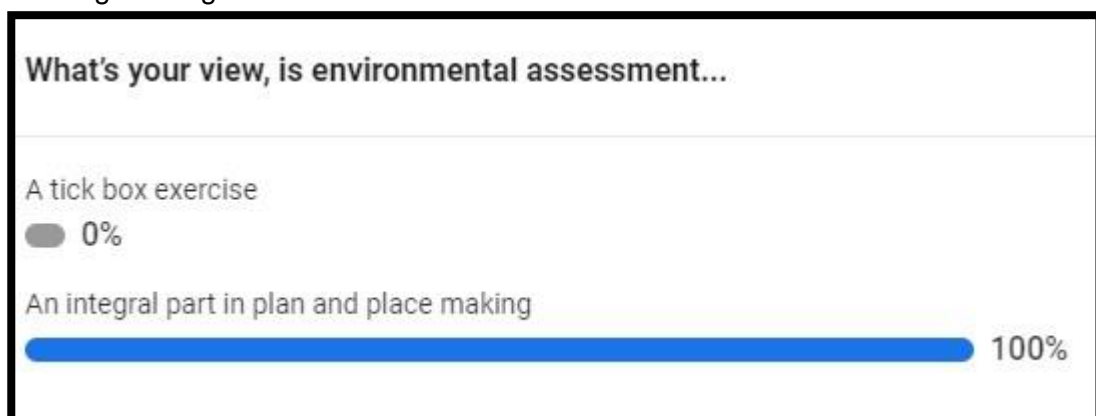 What's your view, is environmental assessment...
A tick box exercise
0%
An integral part in plan and place making
100%